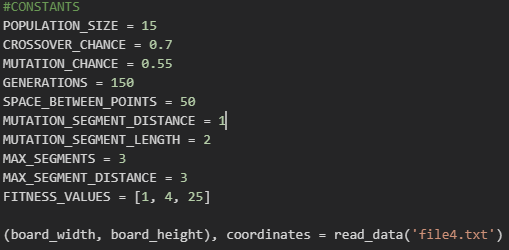 #CONSTANTS
POPULATION_SIZE = 15
CROSSOVER_CHANCE = 0.7
MUTATION_CHANCE = 0.55
GENERATIONS = 150
SPACE_BETWEEN_POINTS = 50
MUTATION_SEGMENT_DISTANCE = 1
MUTATION_SEGMENT_LENGTH = 2
MAX_SEGMENTS = 3
MAX_SEGMENT_DISTANCE = 3
FITNESS_VALUES = [1, 4, 25]
(board_width, board_height), coordinates = read_data('file4.txt')